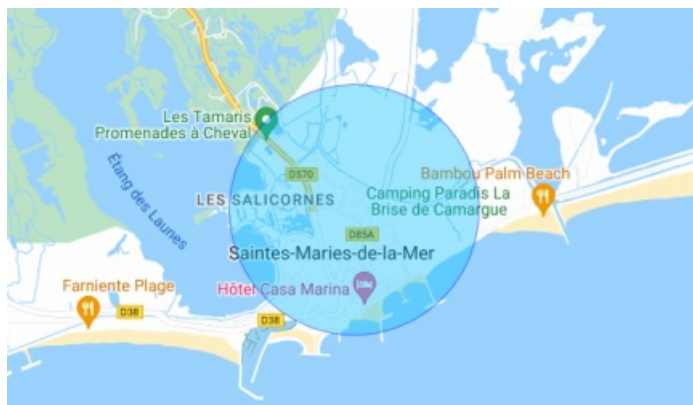 Les Tamaris
Promenades à Cheval
Étang des Launes
D570
LES SALICORNES
Bambou Palm Beach
Camping Paradis La
Brise de Camargue
D85A
Saintes-Maries-de-la-Mer
Farniente Plage
Hôtel Casa Marina
D38
D38